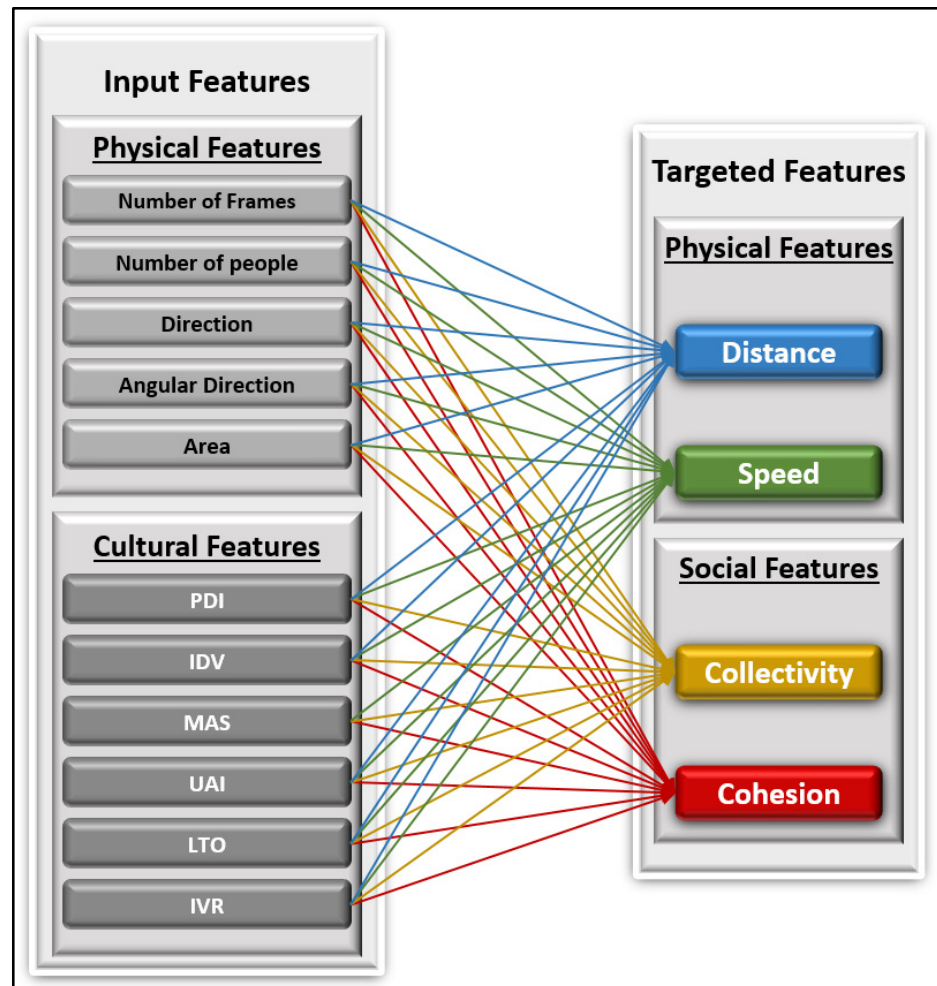 Input Features
Physical Features
Number of Frames
Number of people
Direction
Angular Direction
Area
Cultural Features
PDI
IDV
MAS
UAI
LTO
IVR
Targeted Features
Physical Features
Distance
Speed
Social Features
Collectivity
Cohesion